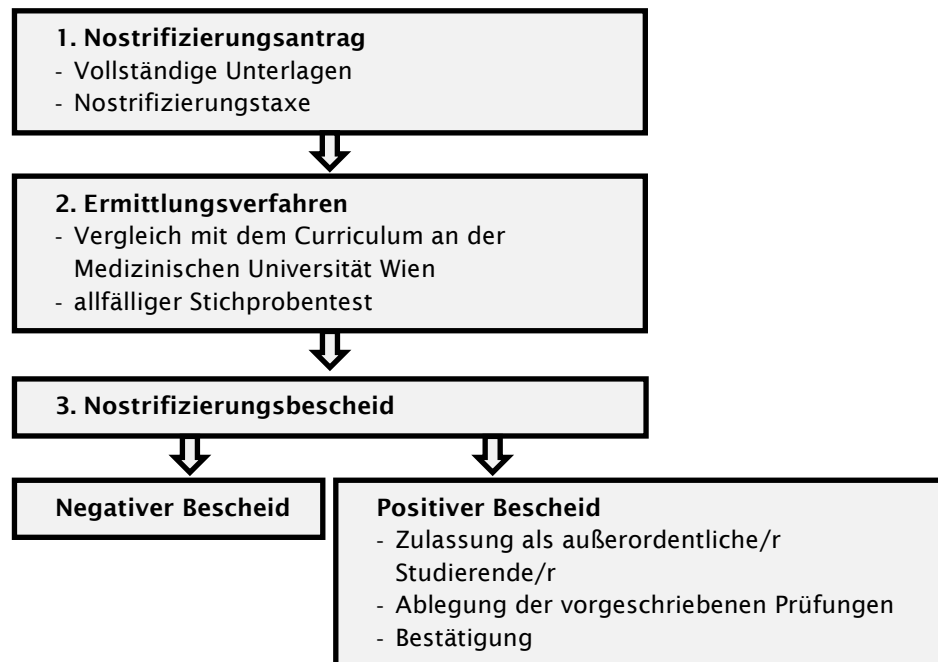 1. Nostrifizierungsantrag
- Vollständige Unterlagen
- Nostrifizierungstaxe
2. Ermittlungsverfahren
- Vergleich mit dem Curriculum an der
Medizinischen Universität Wien
- allfälliger Stichprobentest
3. Nostrifizierungsbescheid
Negativer Bescheid
Positiver Bescheid
- Zulassung als außerordentliche/r
Studierende/r
- Ablegung der vorgeschriebenen Prüfungen
- Bestätigung